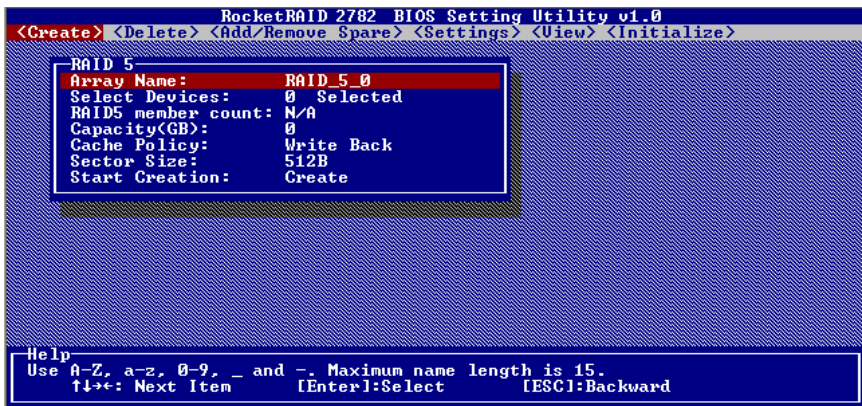 RocketRAID 2782 BIOS Setting Utility v1.0
<Create> <Delete> <Add/Remove Spare> <Settings> <View> <Initialize>
RAID 5
Array Name: RAID_5_0
Select Devices: 0 Selected
RAID5 member count: N/A
Capacity(GB): 0
Cache Policy: Write Back
Sector Size: 512B
Start Creation: Create
Help
Use A-Z, a-z, 0-9, _ and -. Maximum name length is 15.
↑↓→←: Next Item [Enter]:Select [ESC]:Backward